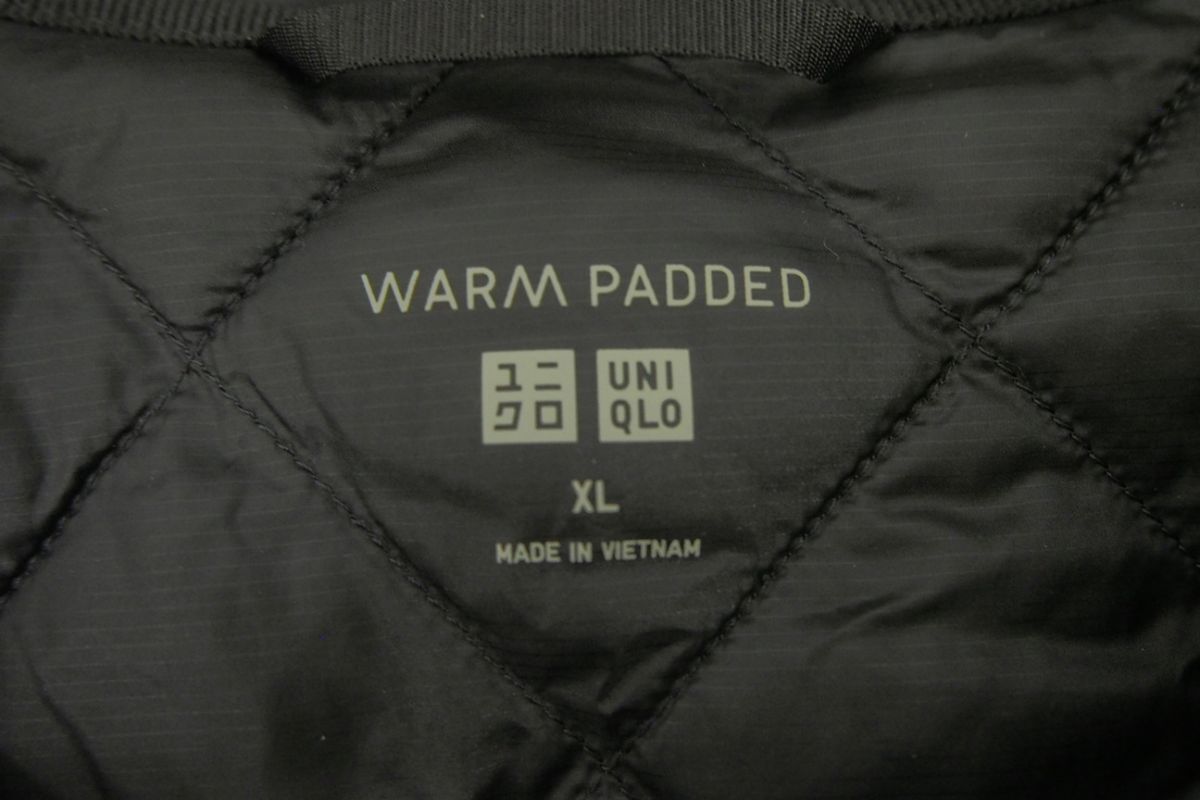 WARM PADDED
ユニ UNI
クロ QLO
XL
MADE IN VIETNAM